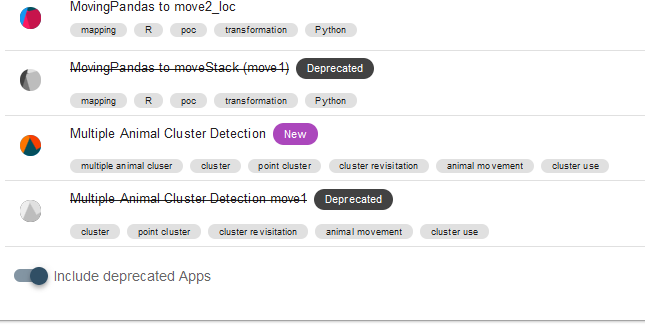 MovingPandas to move2_loc
mapping R poc transformation Python
MovingPandas to moveStack (move1) Deprecated
mapping R poc transformation Python
Multiple Animal Cluster Detection New
multiple animal cluser cluster point cluster cluster revisitation animal movement cluster use
Multiple Animal Cluster Detection move1 Deprecated
cluster point cluster cluster revisitation animal movement cluster use
Include deprecated Apps